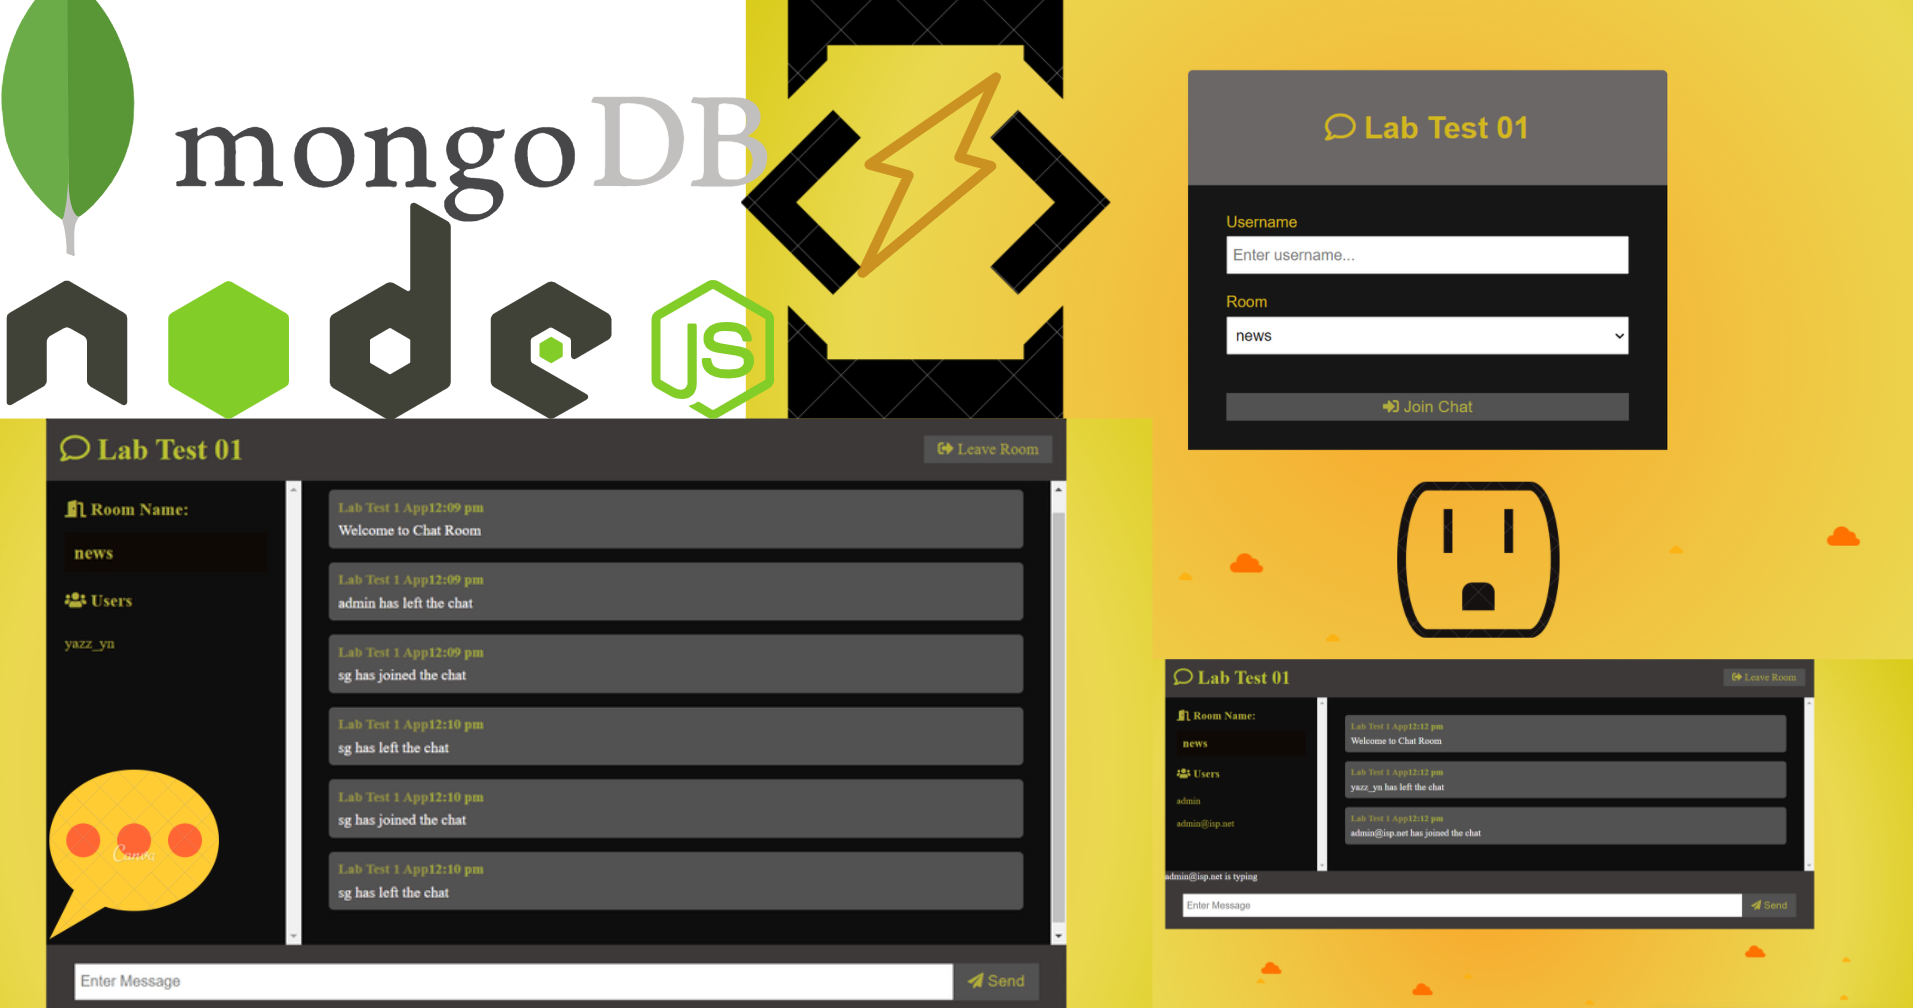 mongoDB
node
JS
Lab Test 01
Username
Enter username...
Room
news
Join Chat
Lab Test 01
Leave Room
Room Name:
news
Users
yazz_yn
Lab Test 1 App12:09 pm
Welcome to Chat Room
Lab Test 1 App12:09 pm
admin has left the chat
Lab Test 1 App12:09 pm
sg has joined the chat
Lab Test 1 App12:10 pm
sg has left the chat
Lab Test 1 App12:10 pm
sg has joined the chat
Lab Test 1 App12:10 pm
sg has left the chat
Canva
Enter Message
Send
Lab Test 01
Leave Room
Room Name:
news
Users
admin
admin@isp.net
Lab Test 1 App12:12 pm
Welcome to Chat Room
Lab Test 1 App12:12 pm
yazz_yn has left the chat
Lab Test 1 App12:12 pm
admin@isp.net has joined the chat
admin@isp.net is typing
Enter Message
Send